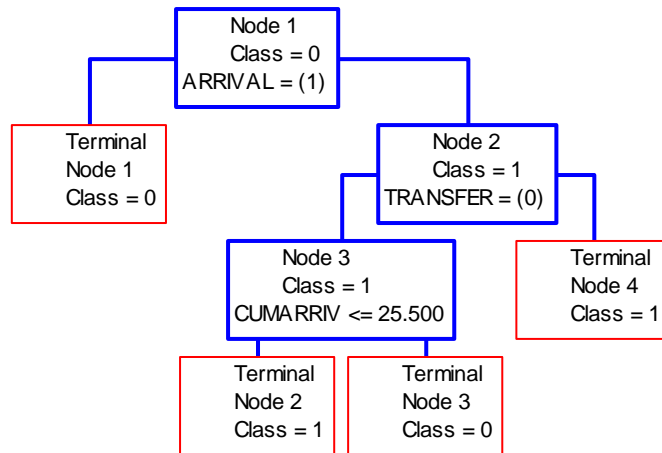 Node 1
Class = 0
ARRIVAL = (1)
Terminal
Node 1
Class = 0
Node 2
Class = 1
TRANSFER = (0)
Node 3
Class = 1
CUMARRIV <= 25.500
Terminal
Node 4
Class = 1
Terminal
Node 2
Class = 1
Terminal
Node 3
Class = 0